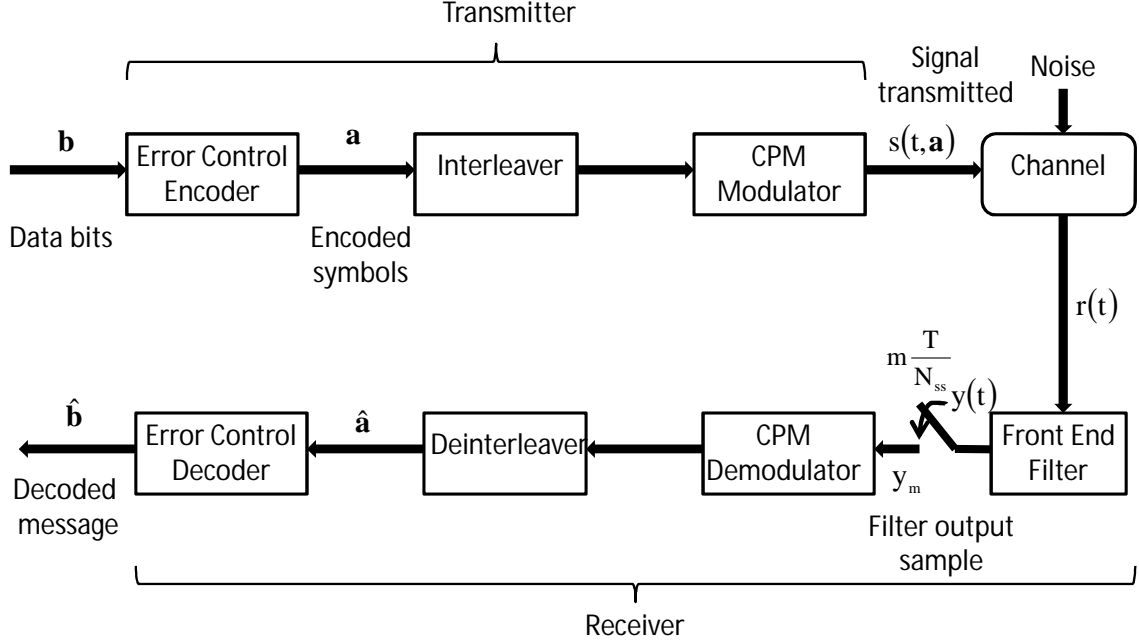 Transmitter
Signal
transmitted
Noise
b
a
s(t, a)
Error Control
Encoder
Interleaver
CPM
Modulator
Channel
Data bits
Encoded
symbols
r(t)
m T/N_ss
y(t)
b̂
â
Error Control
Decoder
Deinterleaver
CPM
Demodulator
Front End
Filter
y_m
Decoded
message
Filter output
sample
Receiver